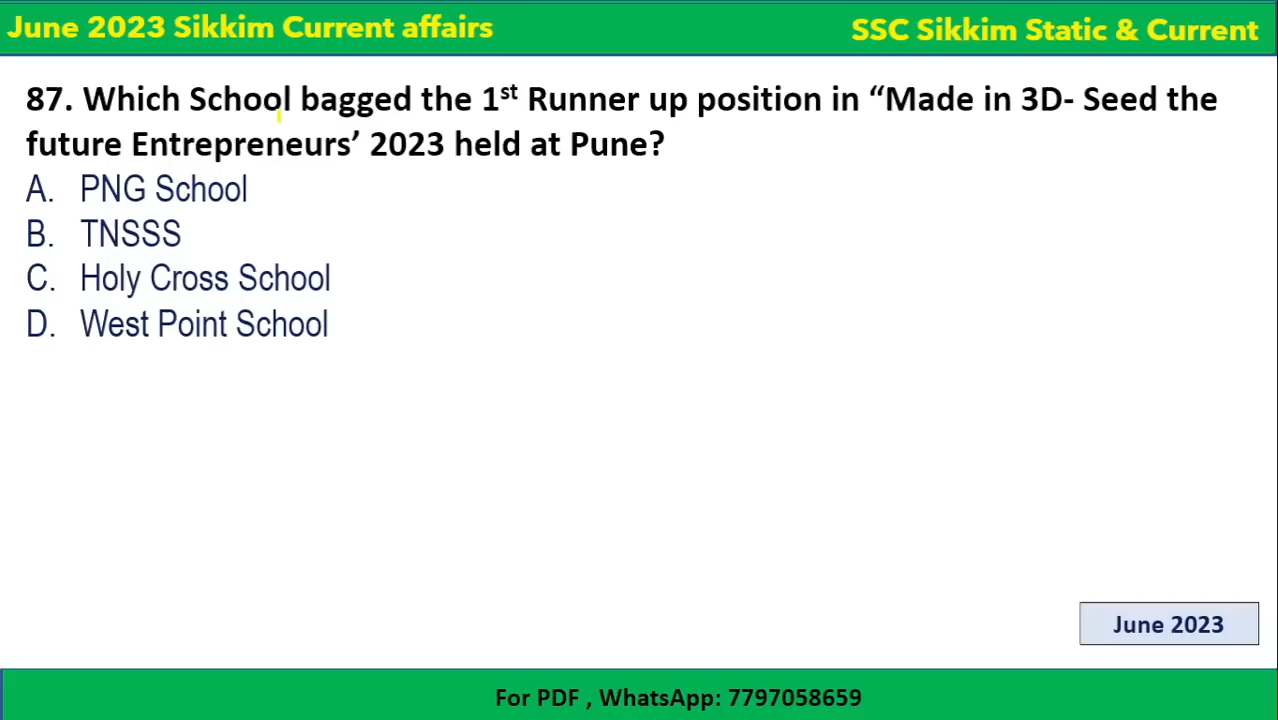 June 2023 Sikkim Current affairs
SSC Sikkim Static & Current
87. Which School bagged the 1st Runner up position in “Made in 3D- Seed the
future Entrepreneurs’ 2023 held at Pune?
A. PNG School
B. TNSSS
C. Holy Cross School
D. West Point School
June 2023
For PDF , WhatsApp: 7797058659